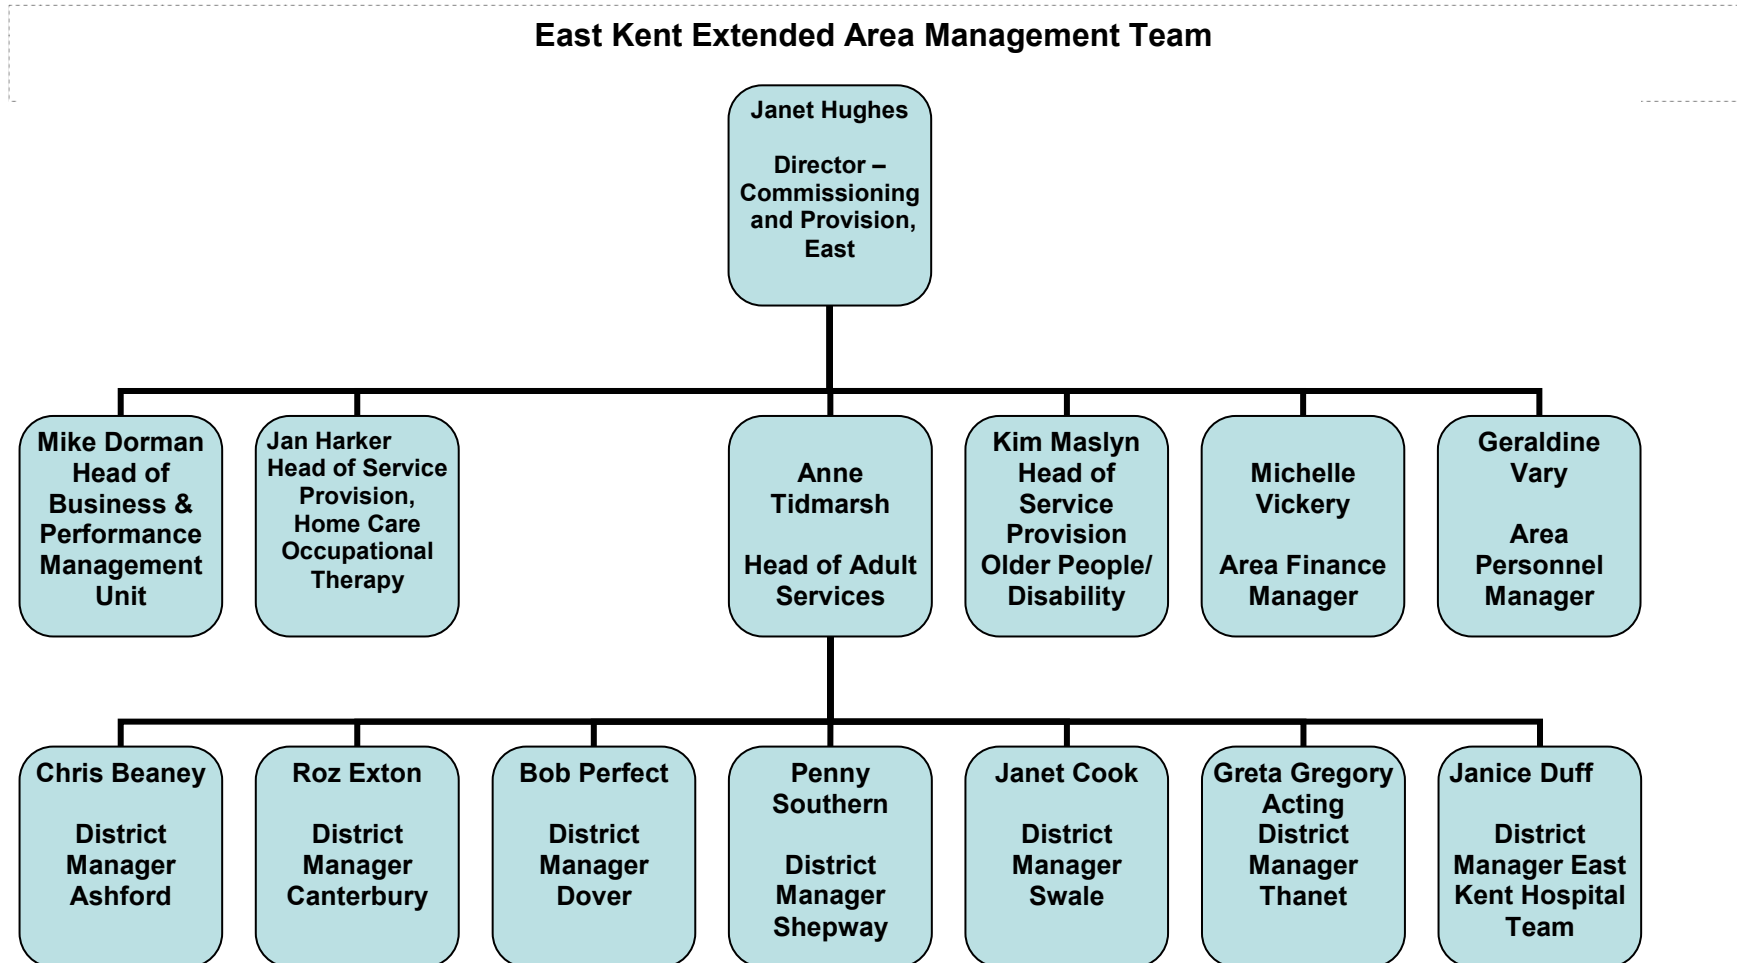 East Kent Extended Area Management Team
Janet Hughes
Director –
Commissioning
and Provision,
East
Mike Dorman
Head of
Business &
Performance
Management
Unit
Jan Harker
Head of Service
Provision,
Home Care
Occupational
Therapy
Anne
Tidmarsh
Head of Adult
Services
Kim Maslyn
Head of
Service
Provision
Older People/
Disability
Michelle
Vickery
Area Finance
Manager
Geraldine
Vary
Area
Personnel
Manager
Chris Beaney
District
Manager
Ashford
Roz Exton
District
Manager
Canterbury
Bob Perfect
District
Manager
Dover
Penny
Southern
District
Manager
Shepway
Janet Cook
District
Manager
Swale
Greta Gregory
Acting
District
Manager
Thanet
Janice Duff
District
Manager East
Kent Hospital
Team